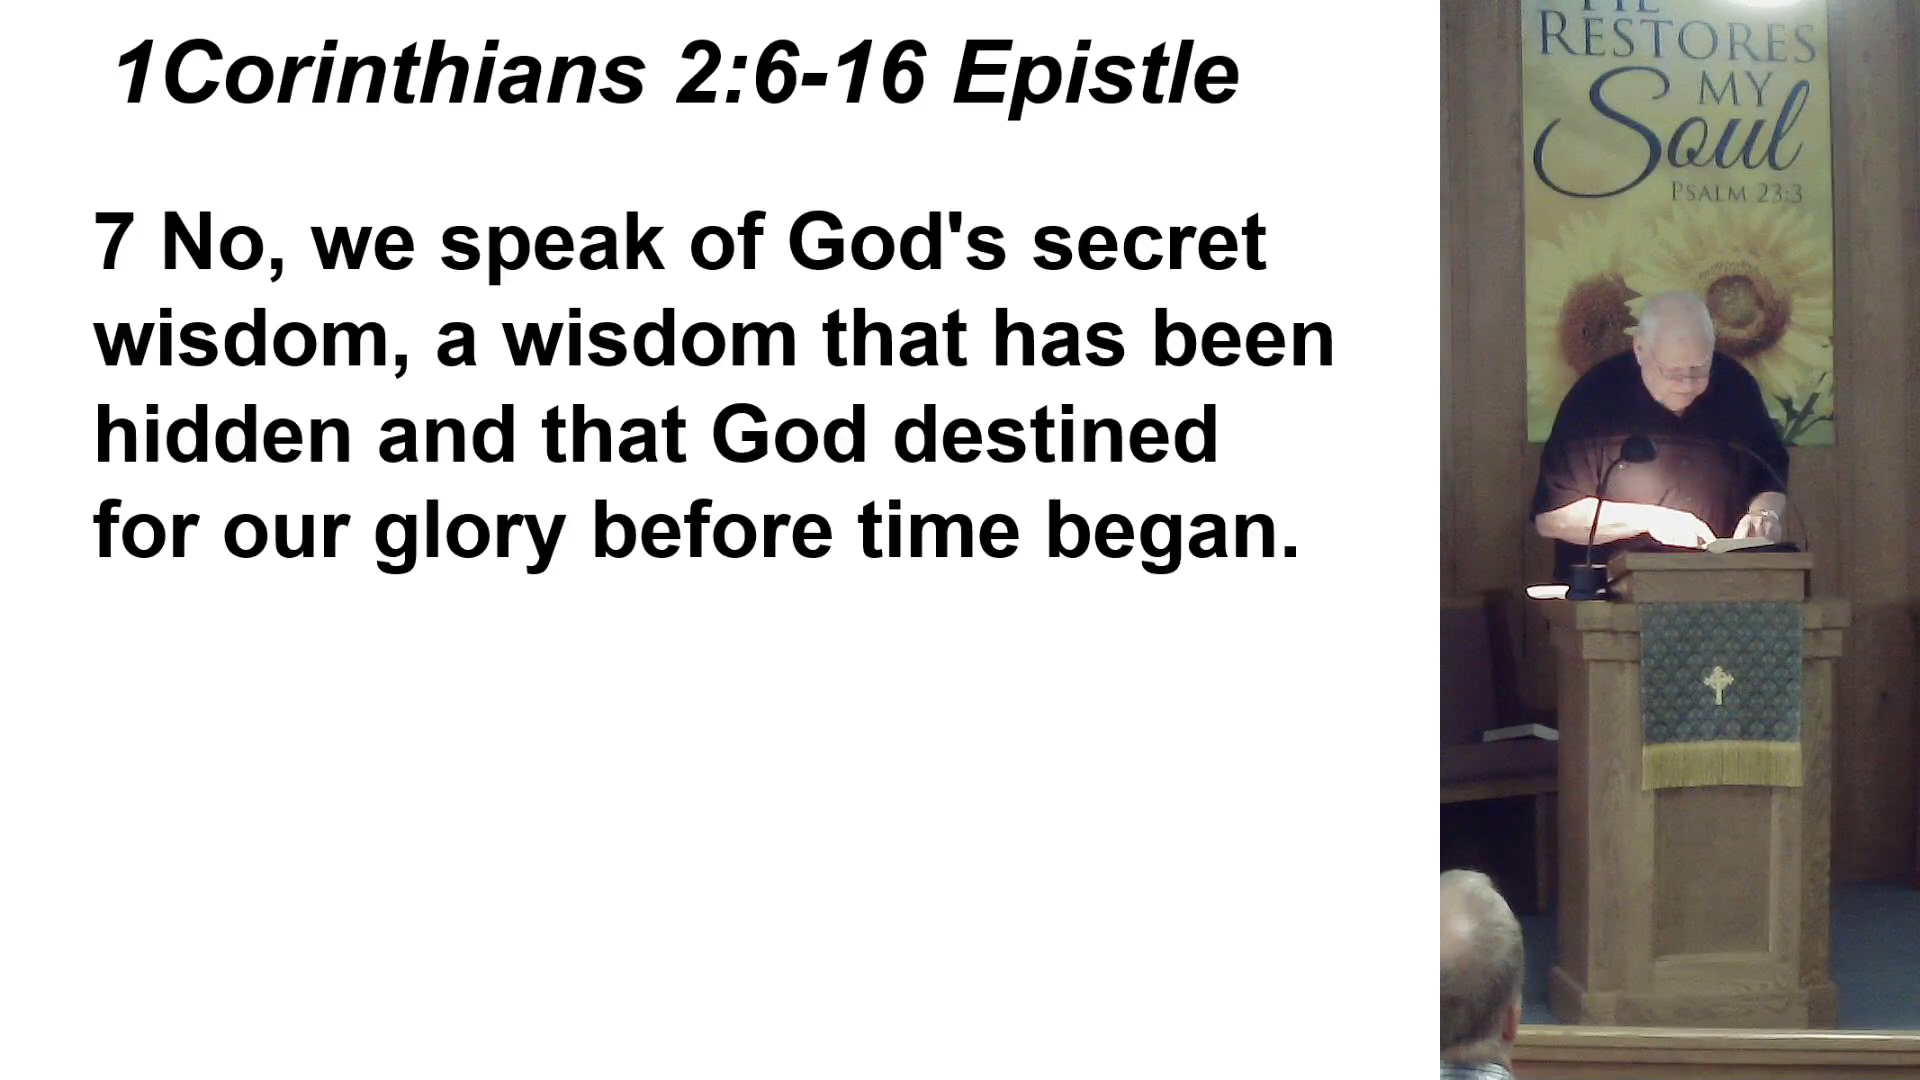 1Corinthians 2:6-16 Epistle
7 No, we speak of God's secret
wisdom, a wisdom that has been
hidden and that God destined
for our glory before time began.
RESTORES
MY
Soul
PSALM 23:3